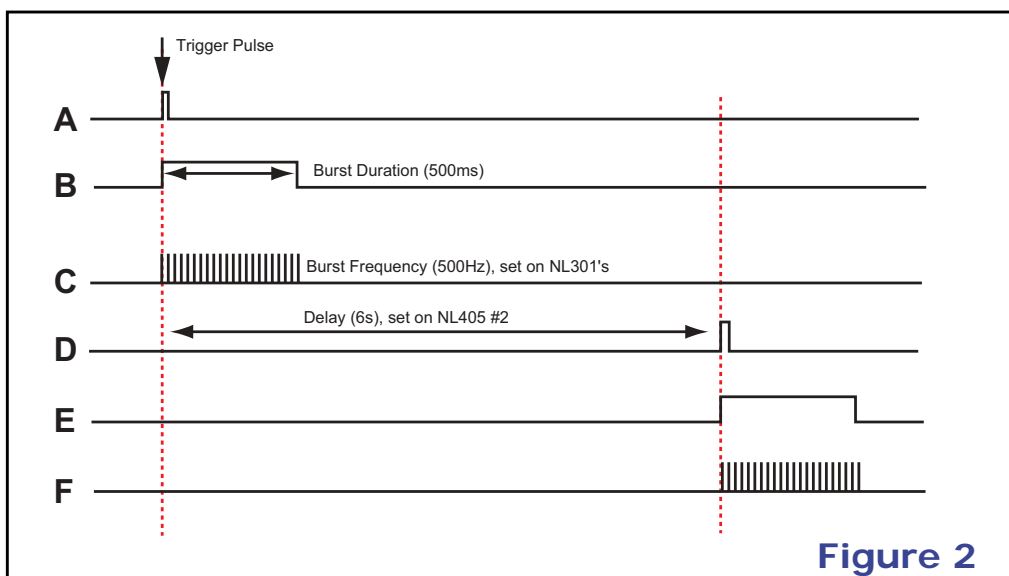 Trigger Pulse
A
B
Burst Duration (500ms)
C
Burst Frequency (500Hz), set on NL301's
Delay (6s), set on NL405 #2
D
E
F
Figure 2